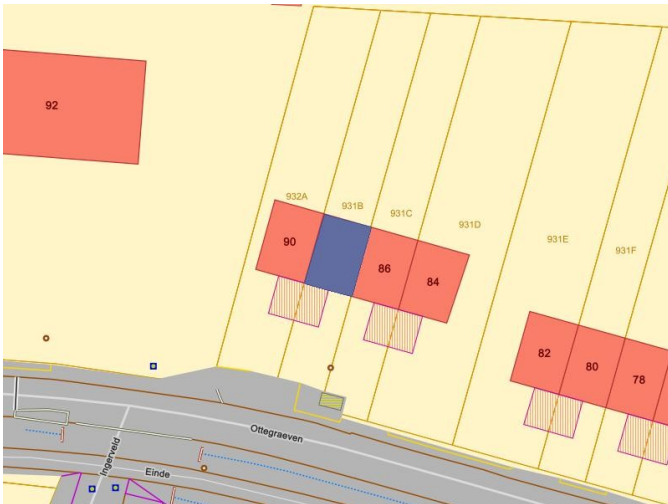 92
932A
931B
931C
931D
931E
931F
90
86
84
82
80
78
Ottegraeven
Ingerveld
Einde